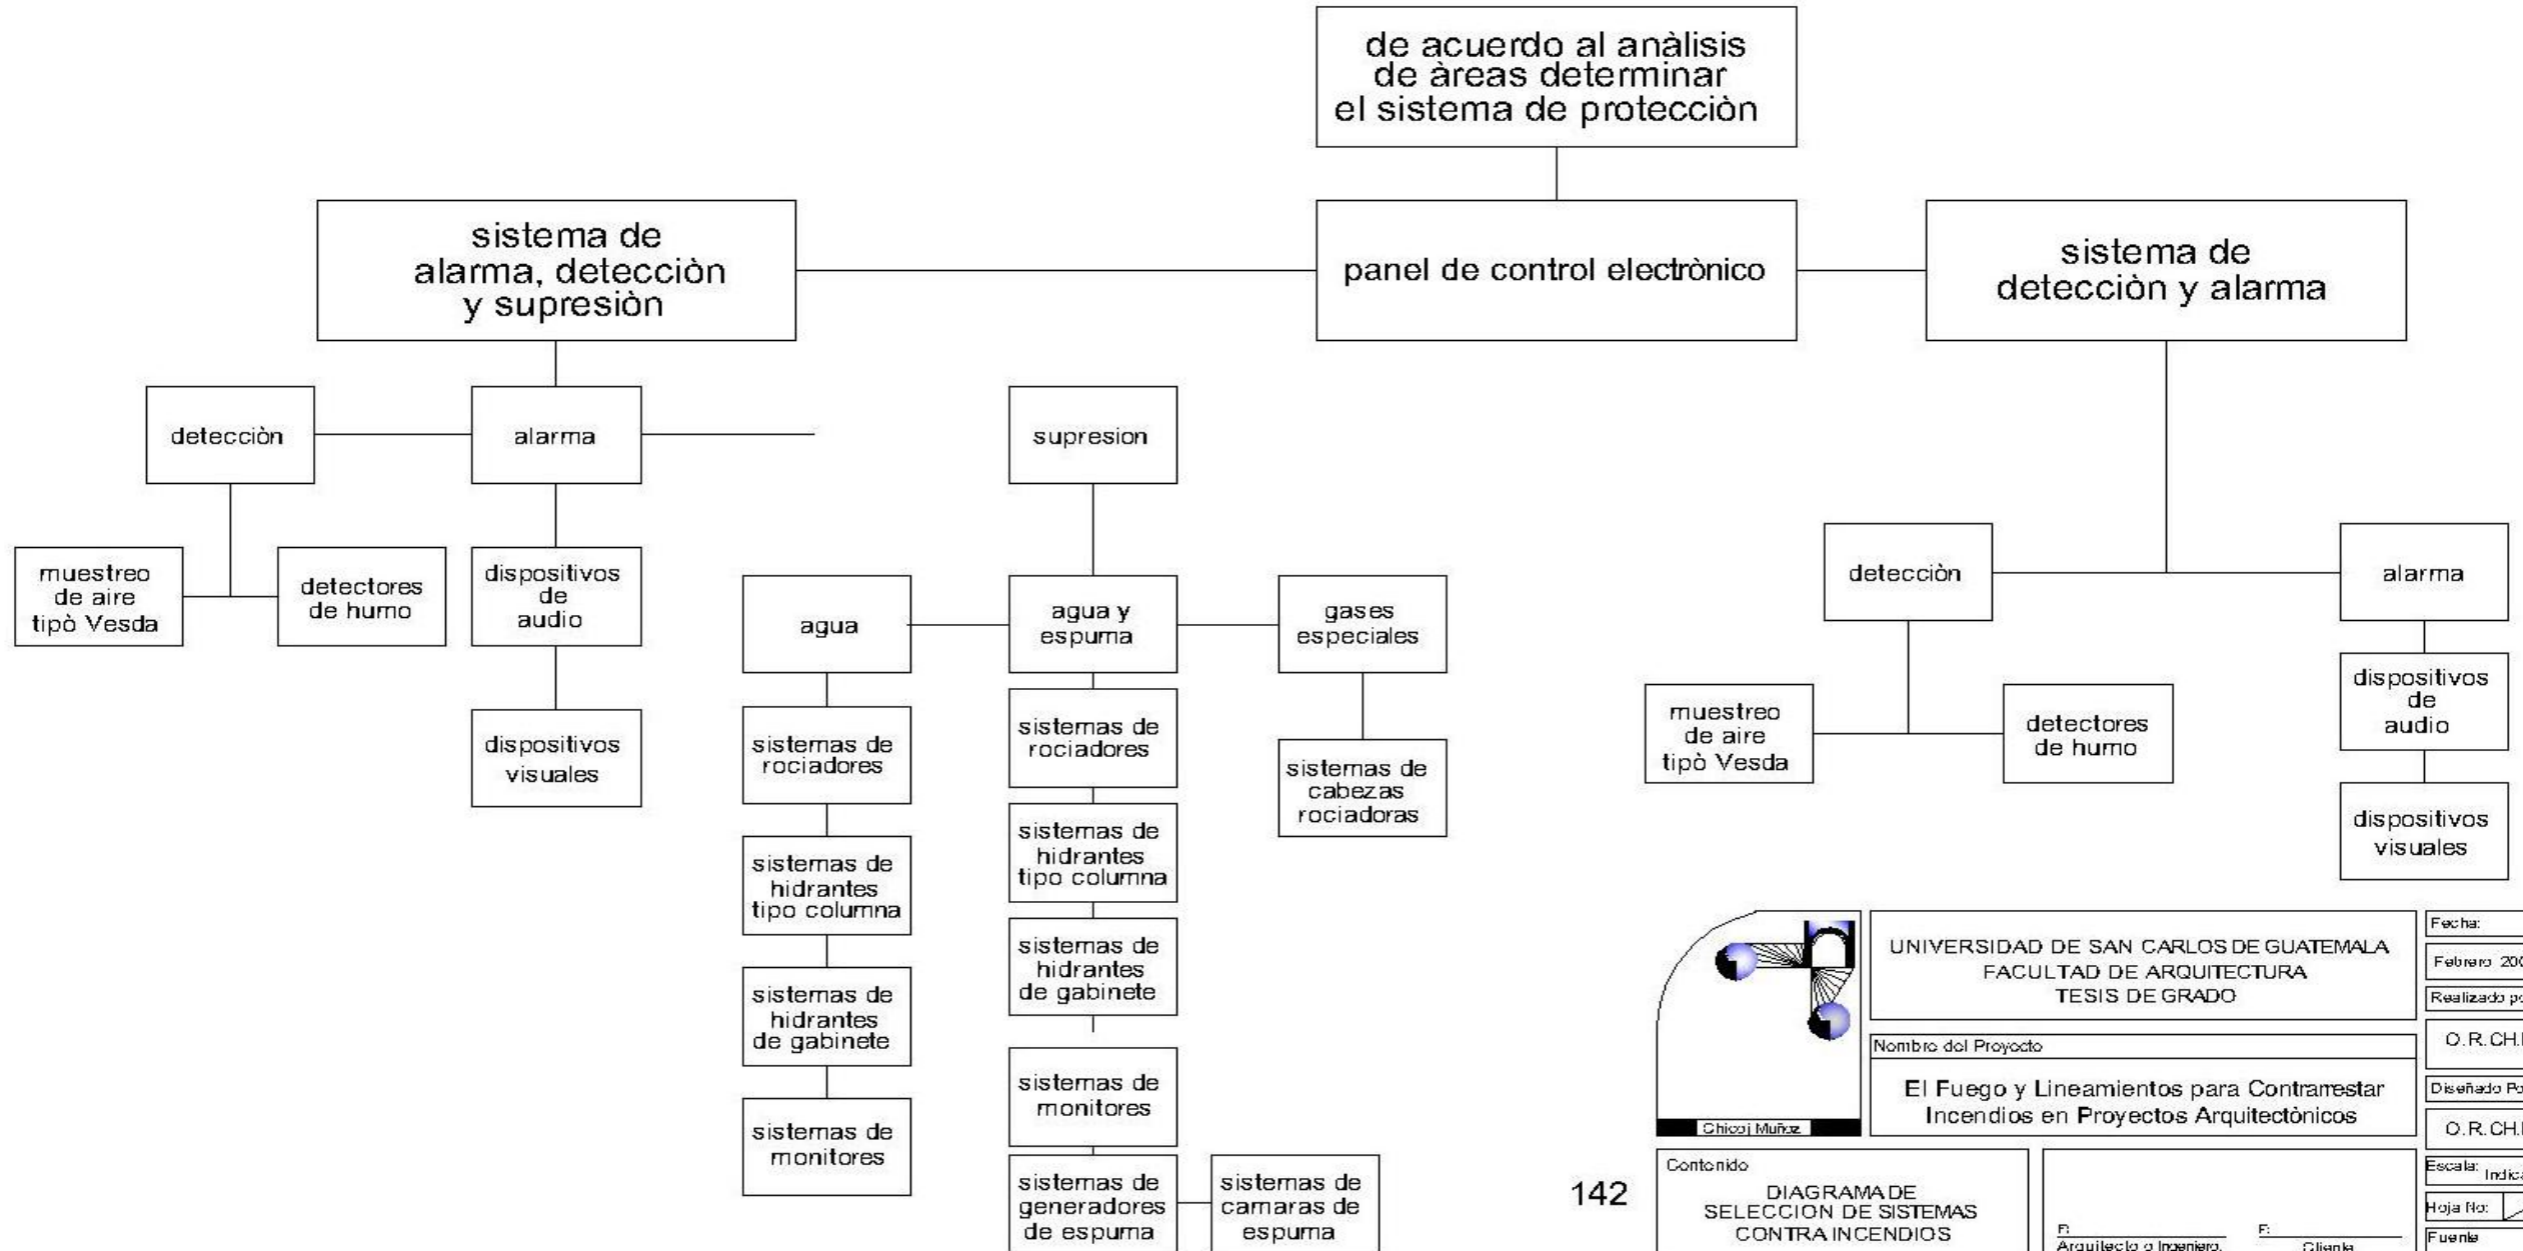 de acuerdo al anàlisis
de àreas determinar
el sistema de protecciòn
sistema de
alarma, detecciòn
y supresiòn
panel de control electrònico
sistema de
detecciòn y alarma
detecciòn
alarma
supresion
muestreo
de aire
tipò Vesda
detectores
de humo
dispositivos
de
audio
dispositivos
visuales
agua
agua y
espuma
gases
especiales
sistemas de
rociadores
sistemas de
hidrantes
tipo columna
sistemas de
hidrantes
de gabinete
sistemas de
monitores
sistemas de
rociadores
sistemas de
hidrantes
tipo columna
sistemas de
hidrantes
de gabinete
sistemas de
monitores
sistemas de
generadores
de espuma
sistemas de
camaras de
espuma
sistemas de
cabezas
rociadoras
detecciòn
alarma
muestreo
de aire
tipò Vesda
detectores
de humo
dispositivos
de
audio
dispositivos
visuales
142
Chicoj Muñoz
UNIVERSIDAD DE SAN CARLOS DE GUATEMALA
FACULTAD DE ARQUITECTURA
TESIS DE GRADO
Nombre del Proyecto
El Fuego y Lineamientos para Contrarrestar
Incendios en Proyectos Arquitectònicos
Contenido
DIAGRAMA DE
SELECCION DE SISTEMAS
CONTRA INCENDIOS
F:
Arquitecto o Ingeniero.
F:
Cliente
Fecha:
Febrero
Realizado
O.R.CH.
Diseñado
O.R.CH.
Escala:
Hoja No:
Fuente